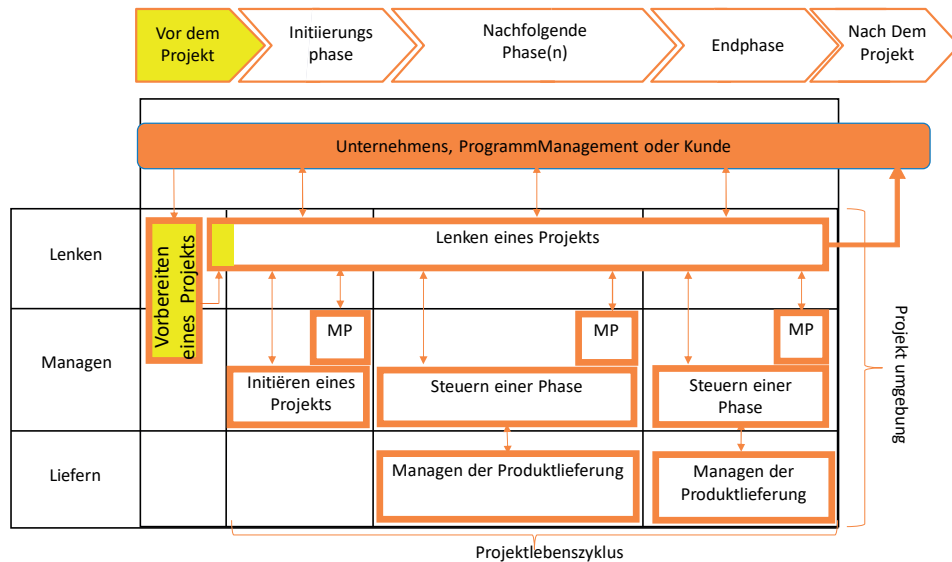 Vor dem
Projekt
Initiierungs
phase
Nachfolgende
Phase(n)
Endphase
Nach Dem
Projekt
Unternehmens, ProgrammManagement oder Kunde
Lenken
Vorbereiten
eines Projekts
Lenken eines Projekts
Managen
MP
MP
MP
Initiëren eines
Projekts
Steuern einer Phase
Steuern einer
Phase
Liefern
Managen der Produktlieferung
Managen der
Produktlieferung
Projekt umgebung
Projektlebenszyklus